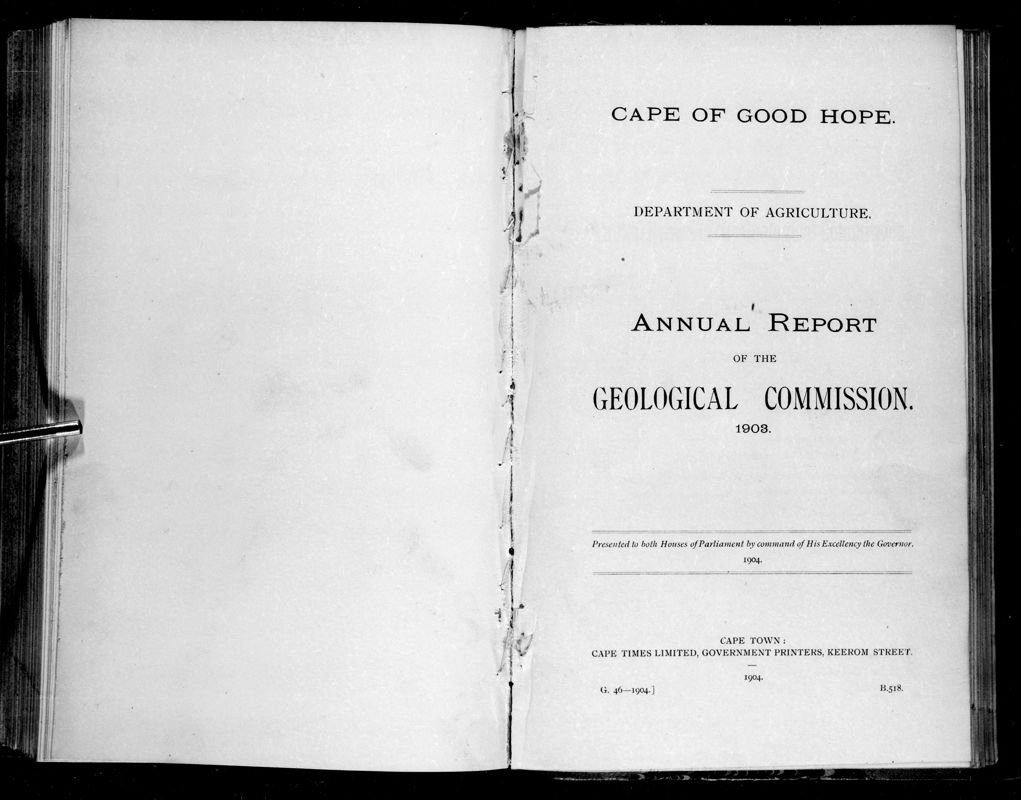 CAPE OF GOOD HOPE.
DEPARTMENT OF AGRICULTURE.
ANNUAL REPORT
OF THE
GEOLOGICAL COMMISSION.
1903.
Presented to both Houses of Parliament by command of His Excellency the Governor.
1904.
CAPE TOWN:
CAPE TIMES LIMITED, GOVERNMENT PRINTERS, KEEROM STREET.
1904.
G. 46—1904.] B.518.